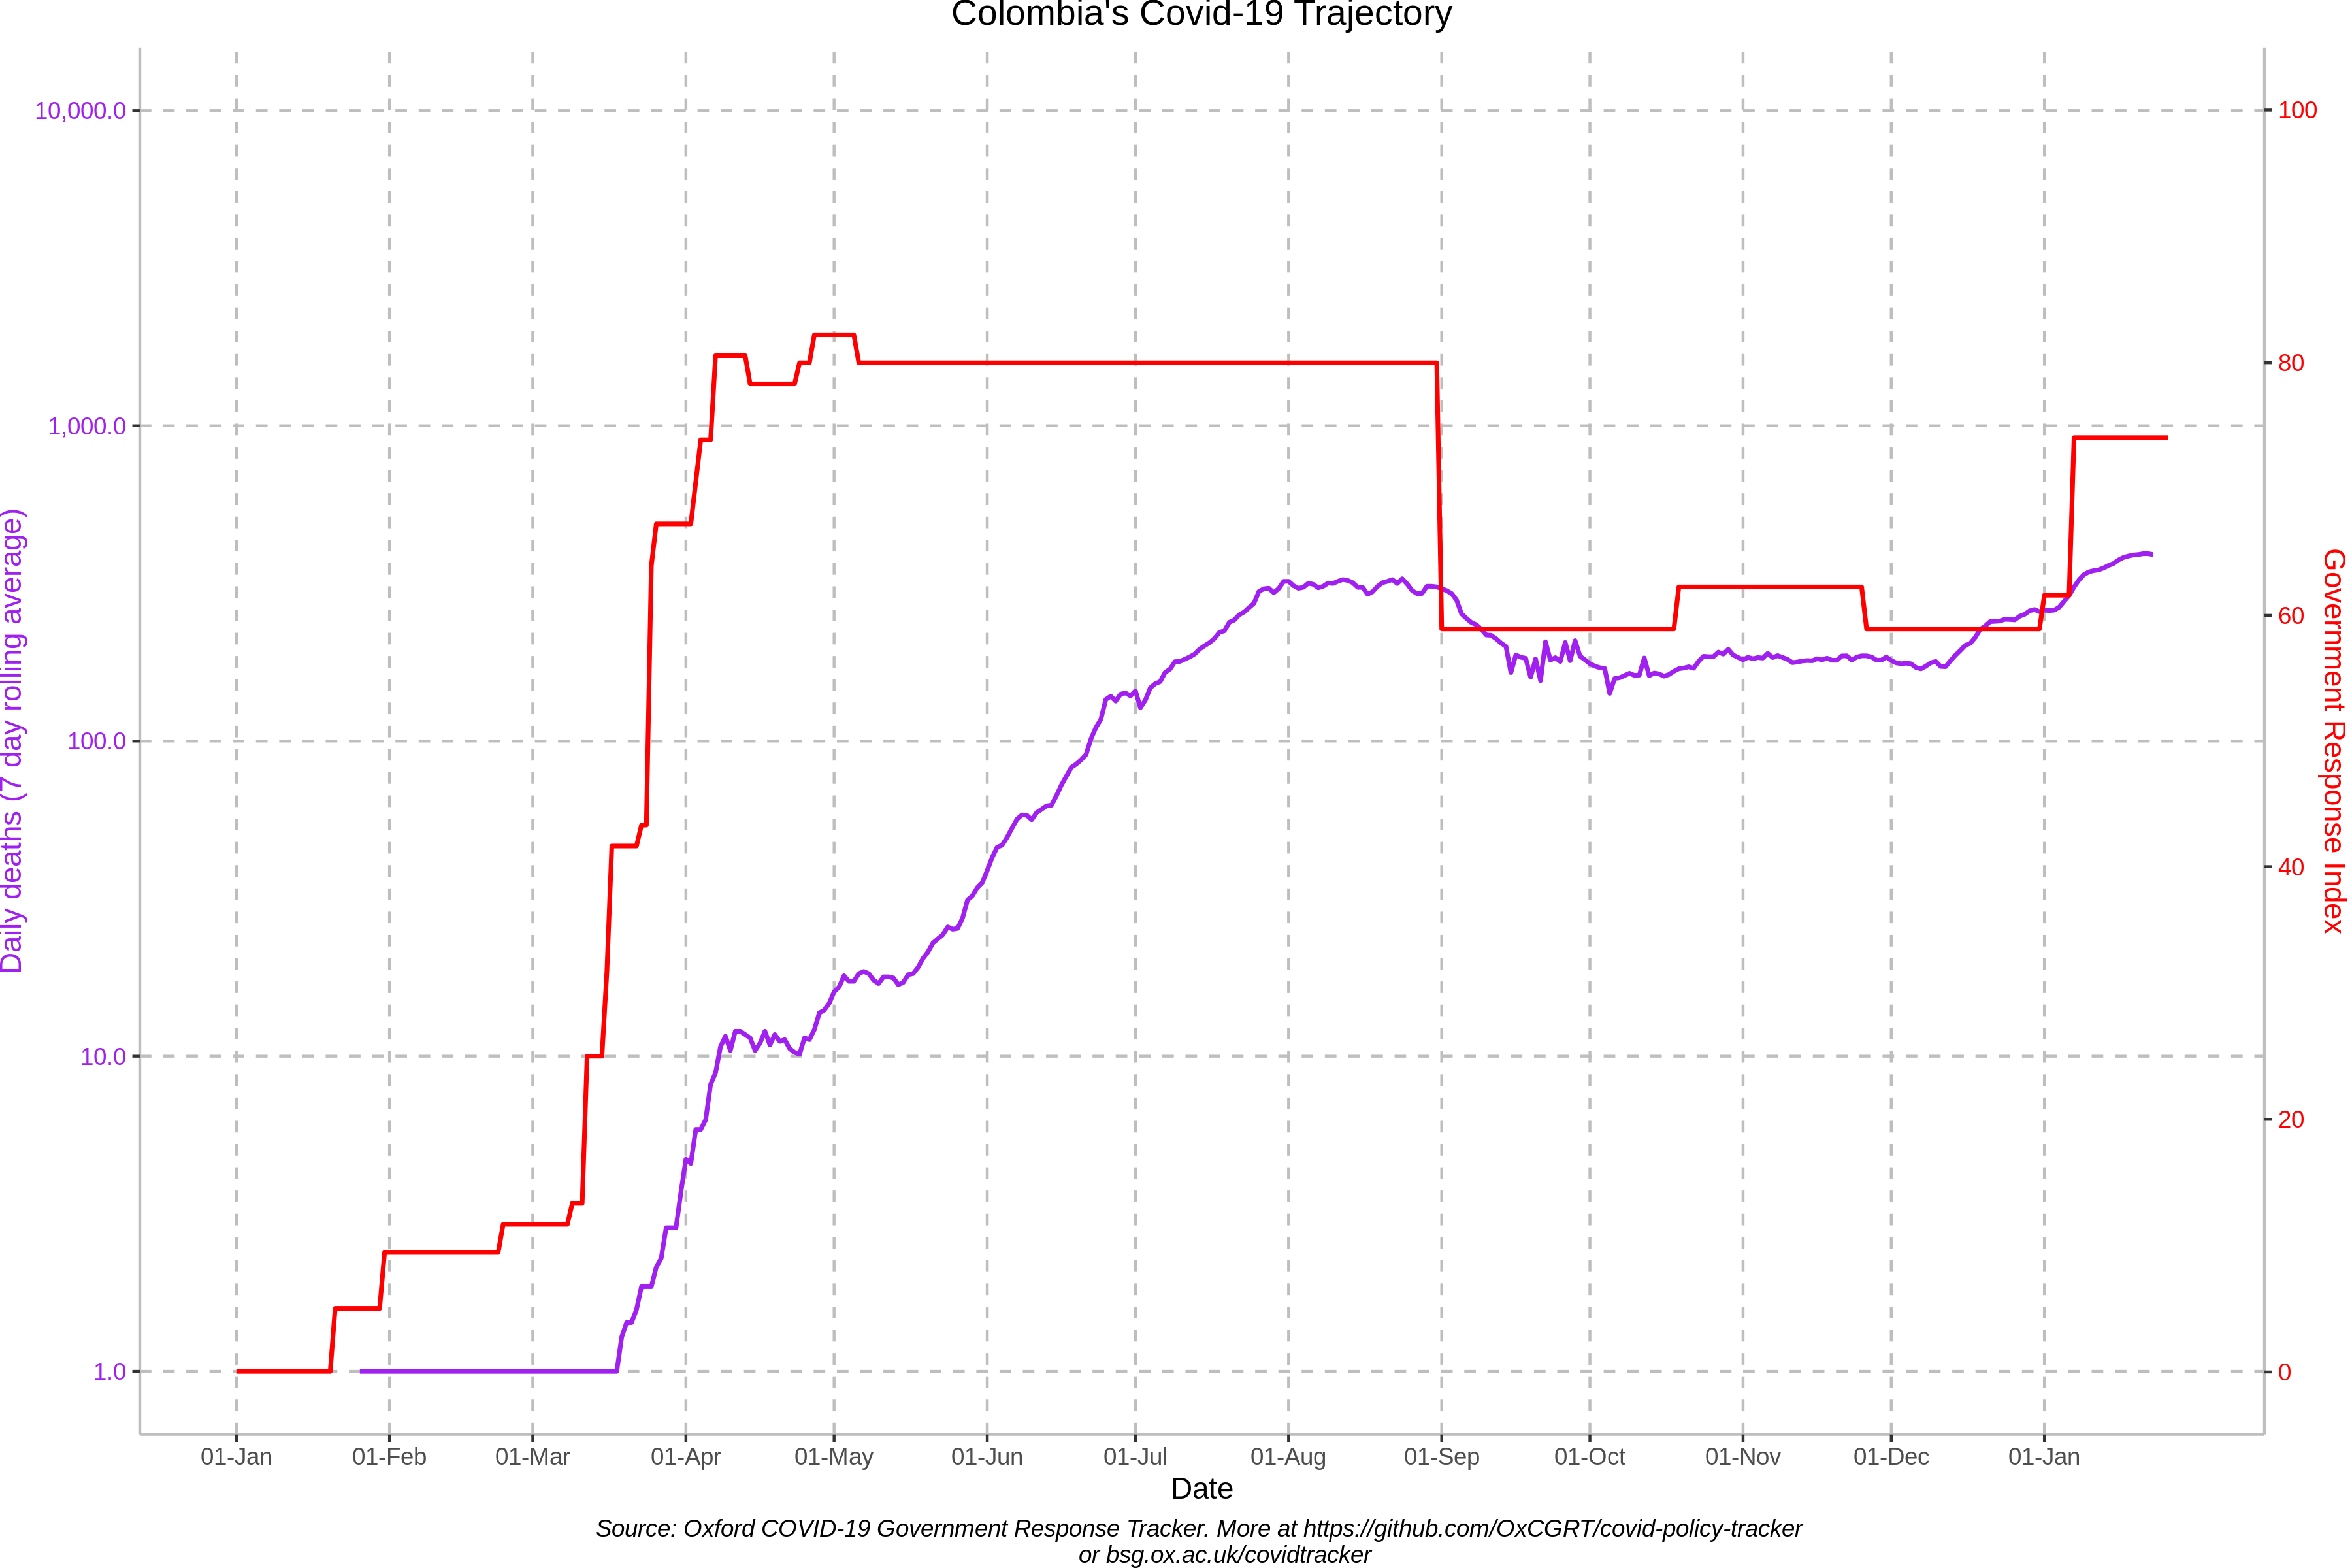 Colombia's Covid-19 Trajectory
10,000.0
1,000.0
100.0
10.0
1.0
Daily deaths (7 day rolling average)
100
80
60
40
20
0
Government Response Index
01-Jan
01-Feb
01-Mar
01-Apr
01-May
01-Jun
01-Jul
01-Aug
01-Sep
01-Oct
01-Nov
01-Dec
01-Jan
Date
Source: Oxford COVID-19 Government Response Tracker. More at https://github.com/OxCGRT/covid-policy-tracker
or bsg.ox.ac.uk/covidtracker